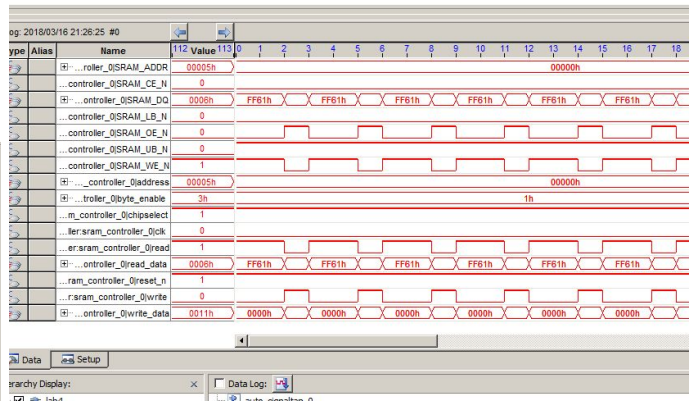 og: 2018/03/16 21:26:25 #0
ype Alias Name 112 Value 113 0 1 2 3 4 5 6 7 8 9 10 11 12 13 14 15 16 17 18
...roller_0|SRAM_ADDR 00005h 00000h
...controller_0|SRAM_CE_N 0
...ontroller_0|SRAM_DQ 0006h FF61h FF61h FF61h FF61h FF61h FF61h
...controller_0|SRAM_LB_N 0
...controller_0|SRAM_OE_N 0
...controller_0|SRAM_UB_N 0
...controller_0|SRAM_WE_N 1
..._controller_0|address 00005h 00000h
...troller_0|byte_enable 3h 1h
...m_controller_0|chipselect 1
...ller:sram_controller_0|clk 0
...er:sram_controller_0|read 1
...ontroller_0|read_data 0006h FF61h FF61h FF61h FF61h FF61h FF61h
...ram_controller_0|reset_n 1
...r:sram_controller_0|write 0
...ontroller_0|write_data 0011h 0000h 0000h 0000h 0000h 0000h 0000h
Data Setup
erarchy Display: × Data Log:
lab4 auto_signaltap_0